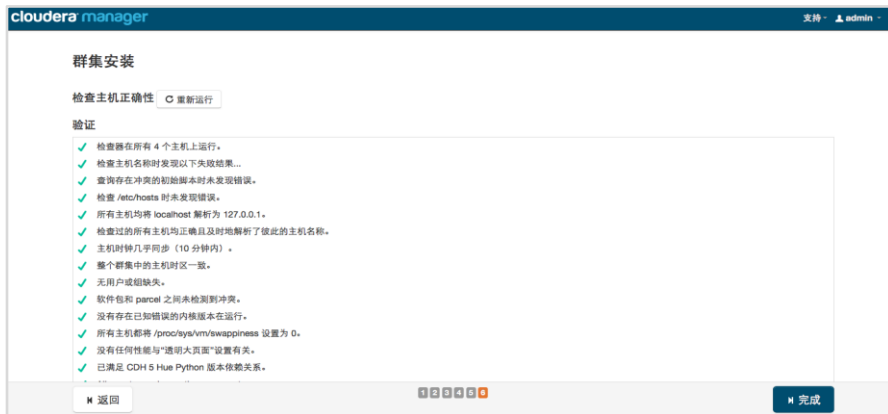 cloudera manager
支持
admin
群集安装
检查主机正确性 重新运行
验证
检查器在所有 4 个主机上运行。
检查主机名称时发现以下失败结果...
查询存在冲突的初始脚本时未发现错误。
检查 /etc/hosts 时未发现错误。
所有主机均将 localhost 解析为 127.0.0.1。
检查过的所有主机均正确且及时地解析了彼此的主机名称。
主机时钟几乎同步（10 分钟内）。
整个群集中的主机时区一致。
无用户或组缺失。
软件包和 parcel 之间未检测到冲突。
没有存在已知错误的内核版本在运行。
所有主机都将 /proc/sys/vm/swappiness 设置为 0。
没有任何性能与“透明大页面”设置有关。
已满足 CDH 5 Hue Python 版本依赖关系。
返回
1 2 3 4 5 6
完成